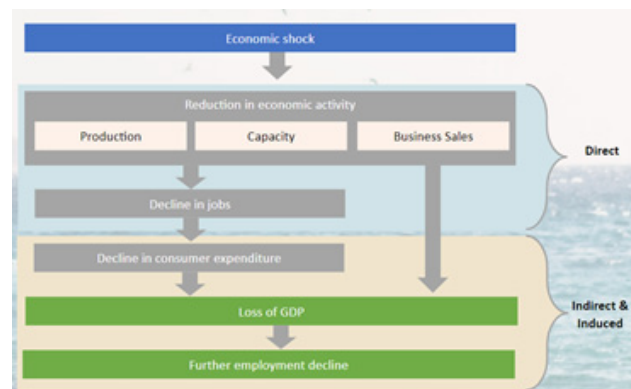 Economic shock
Reduction in economic activity
Production
Capacity
Business Sales
Direct
Decline in jobs
Decline in consumer expenditure
Loss of GDP
Indirect &
Induced
Further employment decline